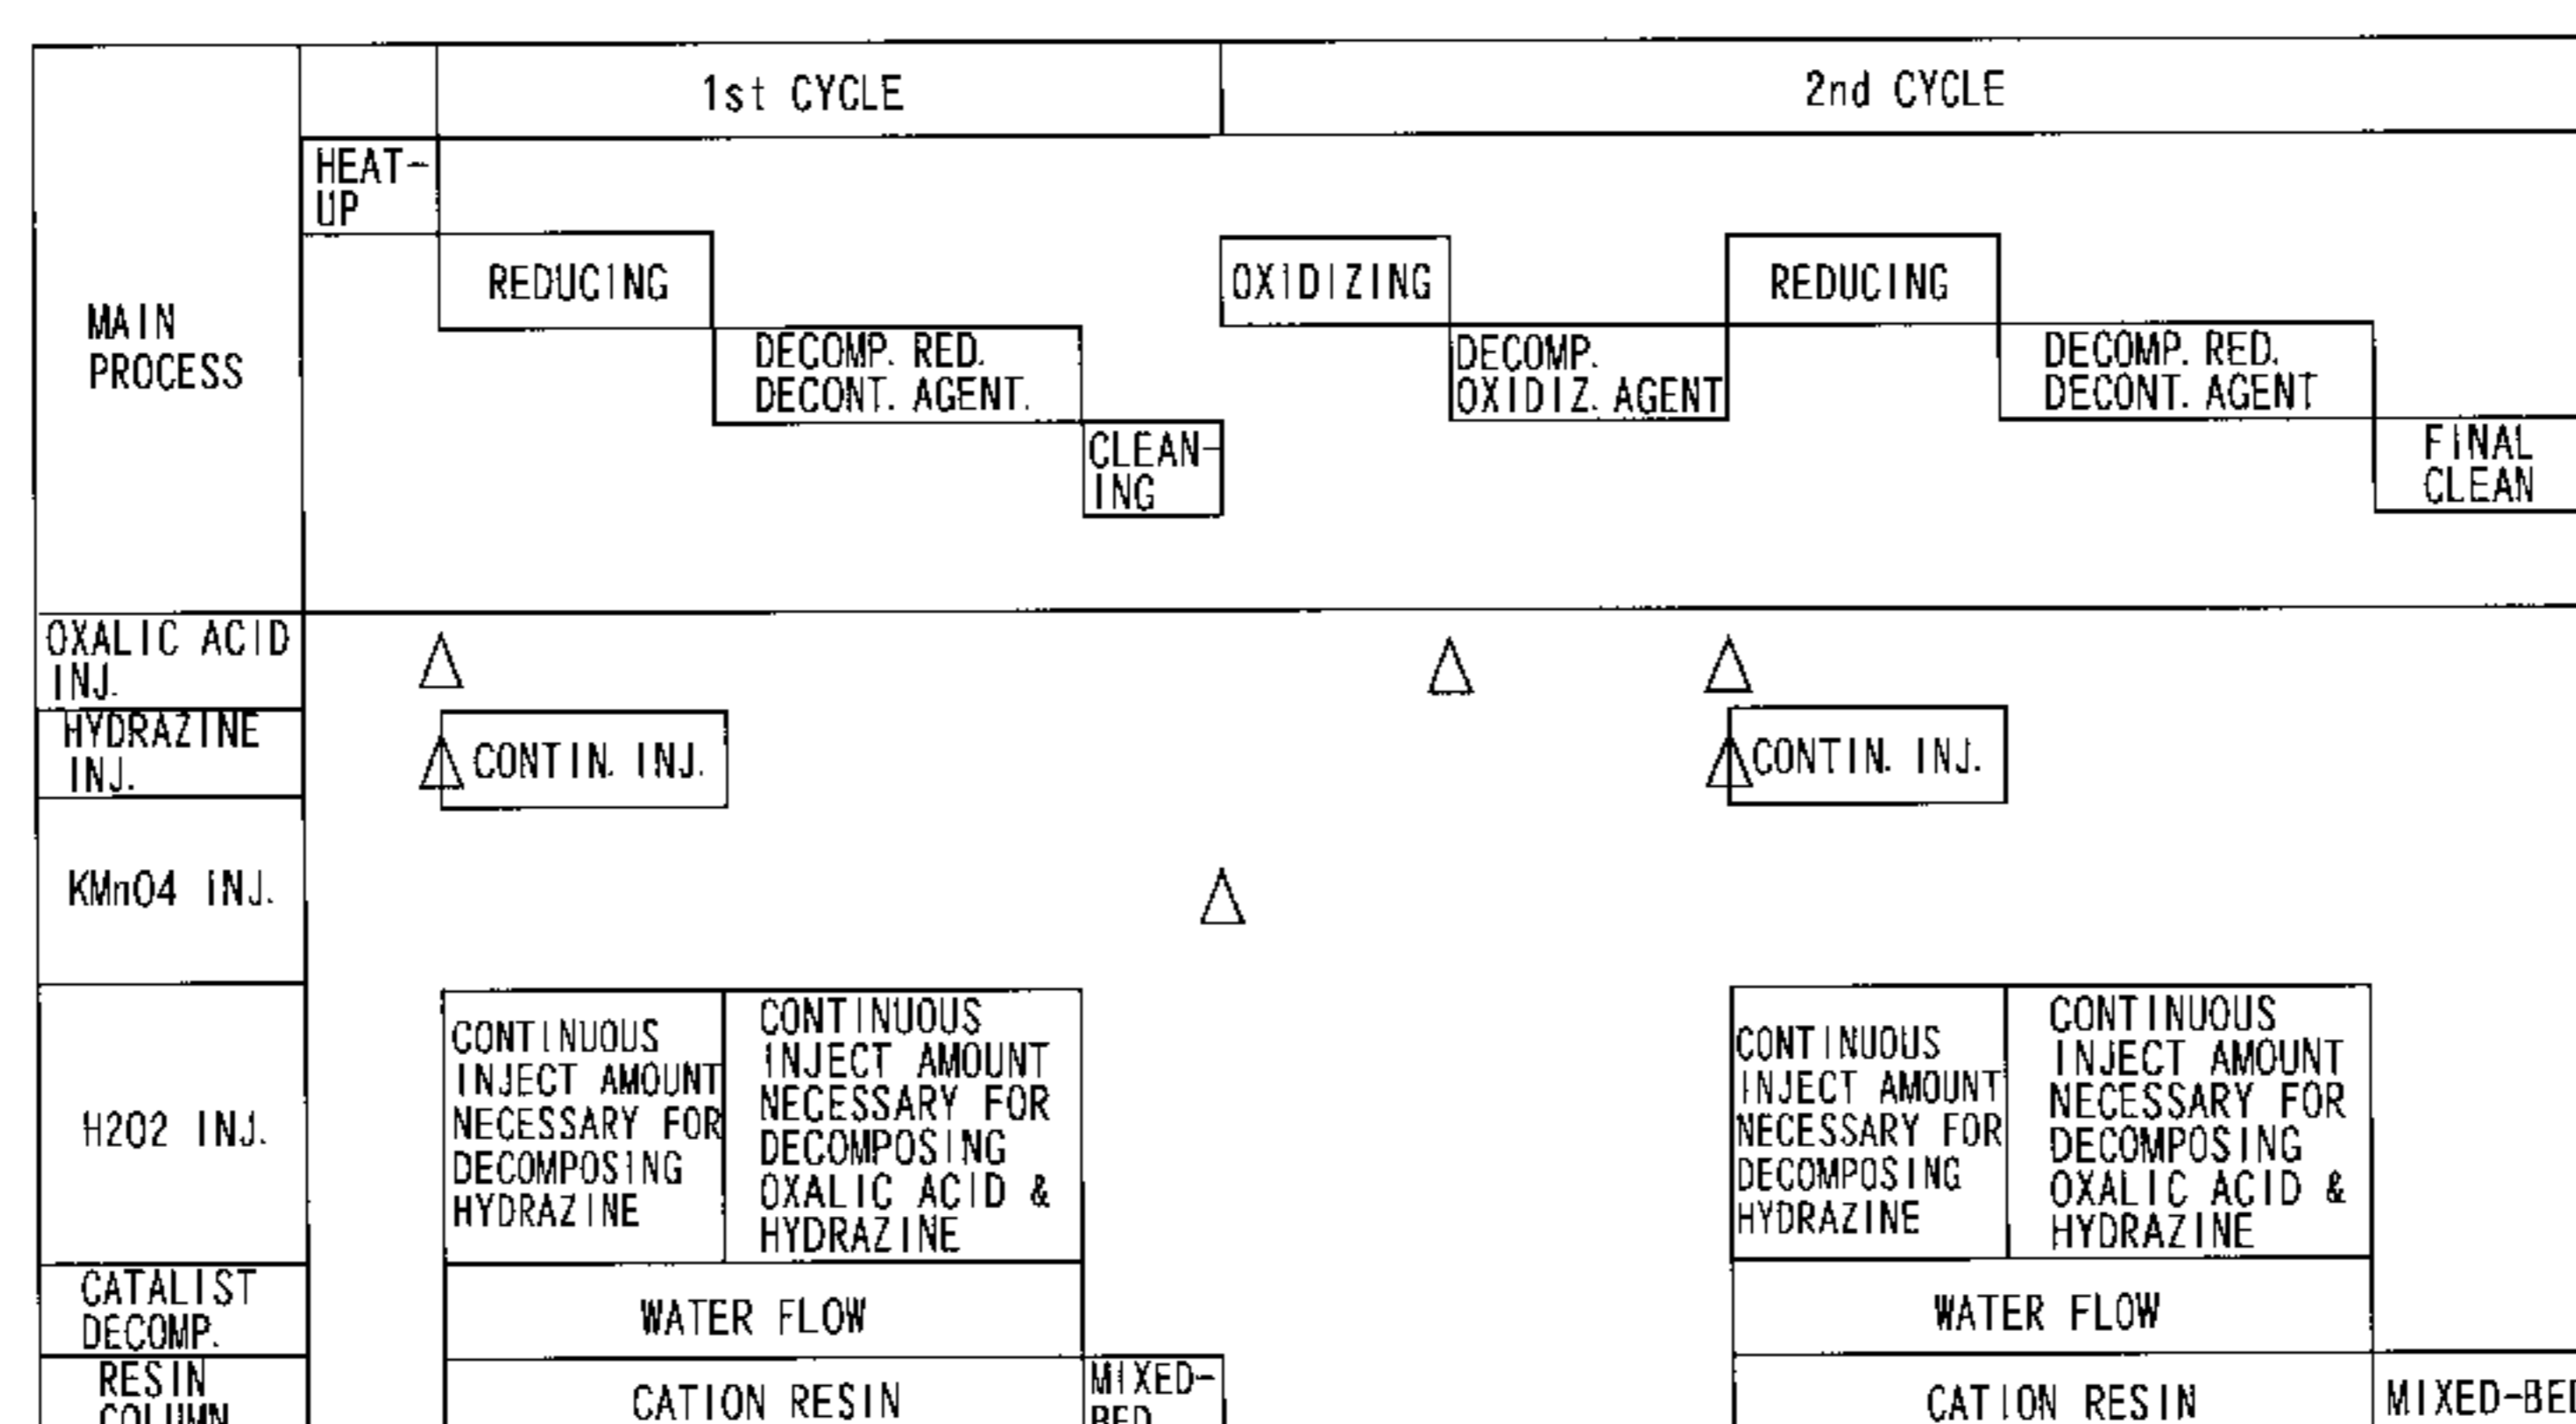 1st CYCLE
2nd CYCLE
MAIN
PROCESS
HEAT-
UP
REDUCING
DECOMP. RED.
DECONT. AGENT.
CLEAN-
ING
OXIDIZING
DECOMP.
OXIDIZ. AGENT
REDUCING
DECOMP. RED.
DECONT. AGENT
FINAL
CLEAN
OXALIC ACID
INJ.
HYDRAZINE
INJ.
CONTIN. INJ.
CONTIN. INJ.
KMnO4 INJ.
H2O2 INJ.
CONTINUOUS
INJECT AMOUNT
NECESSARY FOR
DECOMPOSING
HYDRAZINE
CONTINUOUS
INJECT AMOUNT
NECESSARY FOR
DECOMPOSING
OXALIC ACID &
HYDRAZINE
CONTINUOUS
INJECT AMOUNT
NECESSARY FOR
DECOMPOSING
HYDRAZINE
CONTINUOUS
INJECT AMOUNT
NECESSARY FOR
DECOMPOSING
OXALIC ACID &
HYDRAZINE
CATALIST
DECOMP.
WATER FLOW
WATER FLOW
RESIN
COLUMN
CATION RESIN
MIXED-
BED
CATION RESIN
MIXED-BED